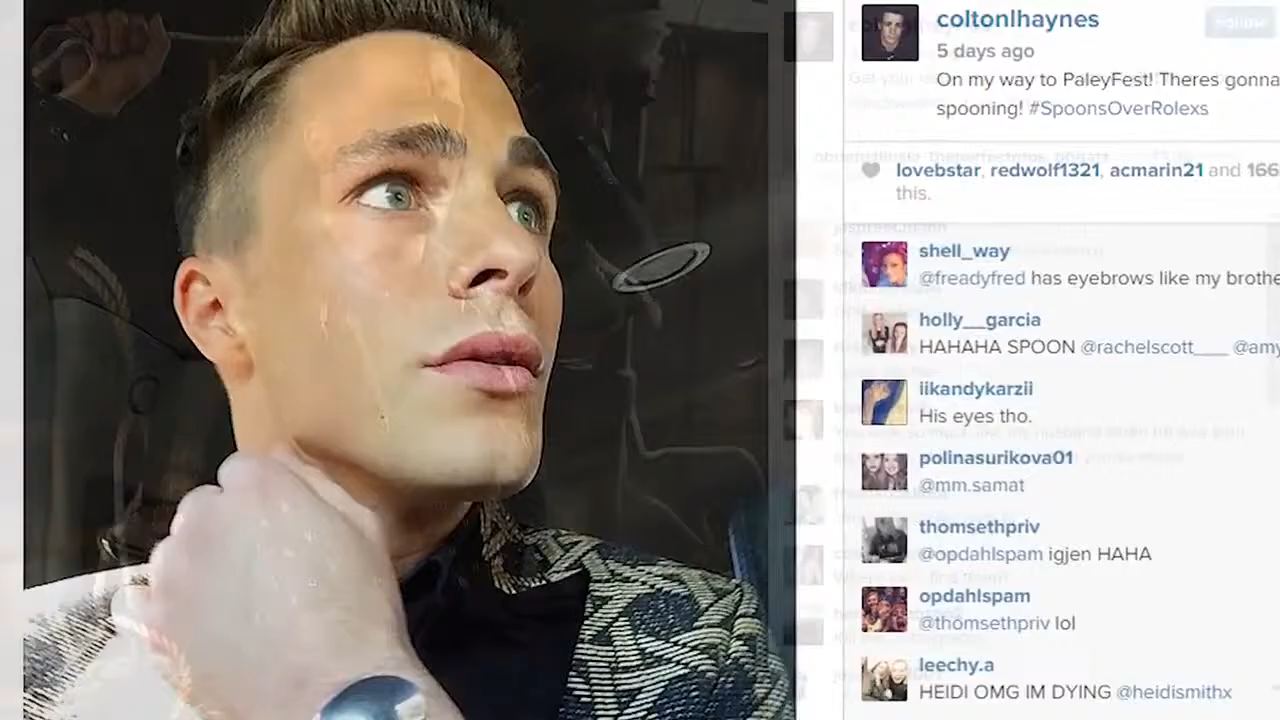 coltonlhaynes
Follow
5 days ago
On my way to PaleyFest! Theres gonna
spooning! #SpoonsOverRolexs
lovebstar, redwolf1321, acmarin21 and 166
this.
shell_way
@freadyfred has eyebrows like my brothe
holly__garcia
HAHAHA SPOON @rachelscott___ @amy
iikandykarzii
His eyes tho.
polinasurikova01
@mm.samat
thomsethpriv
@opdahlspam igjen HAHA
opdahlspam
@thomsethpriv lol
leechy.a
HEIDI OMG IM DYING @heidismithx